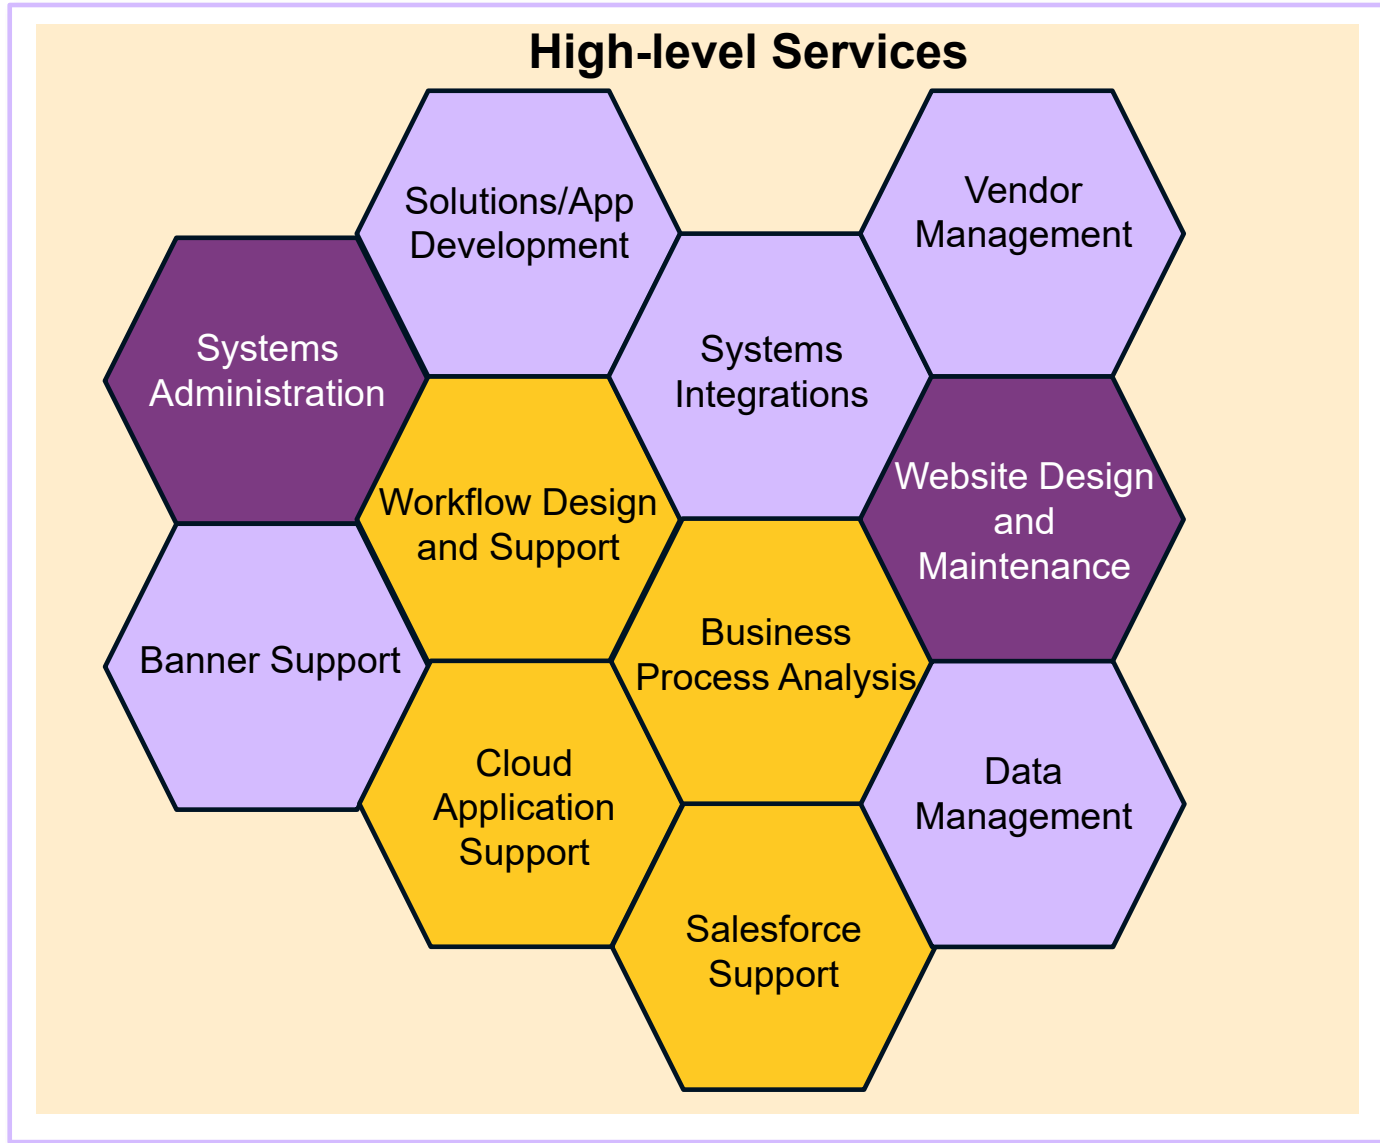 High-level Services
Solutions/App
Development
Vendor
Management
Systems
Administration
Systems
Integrations
Workflow Design
and Support
Website Design
and
Maintenance
Banner Support
Business
Process Analysis
Cloud
Application
Support
Data
Management
Salesforce
Support